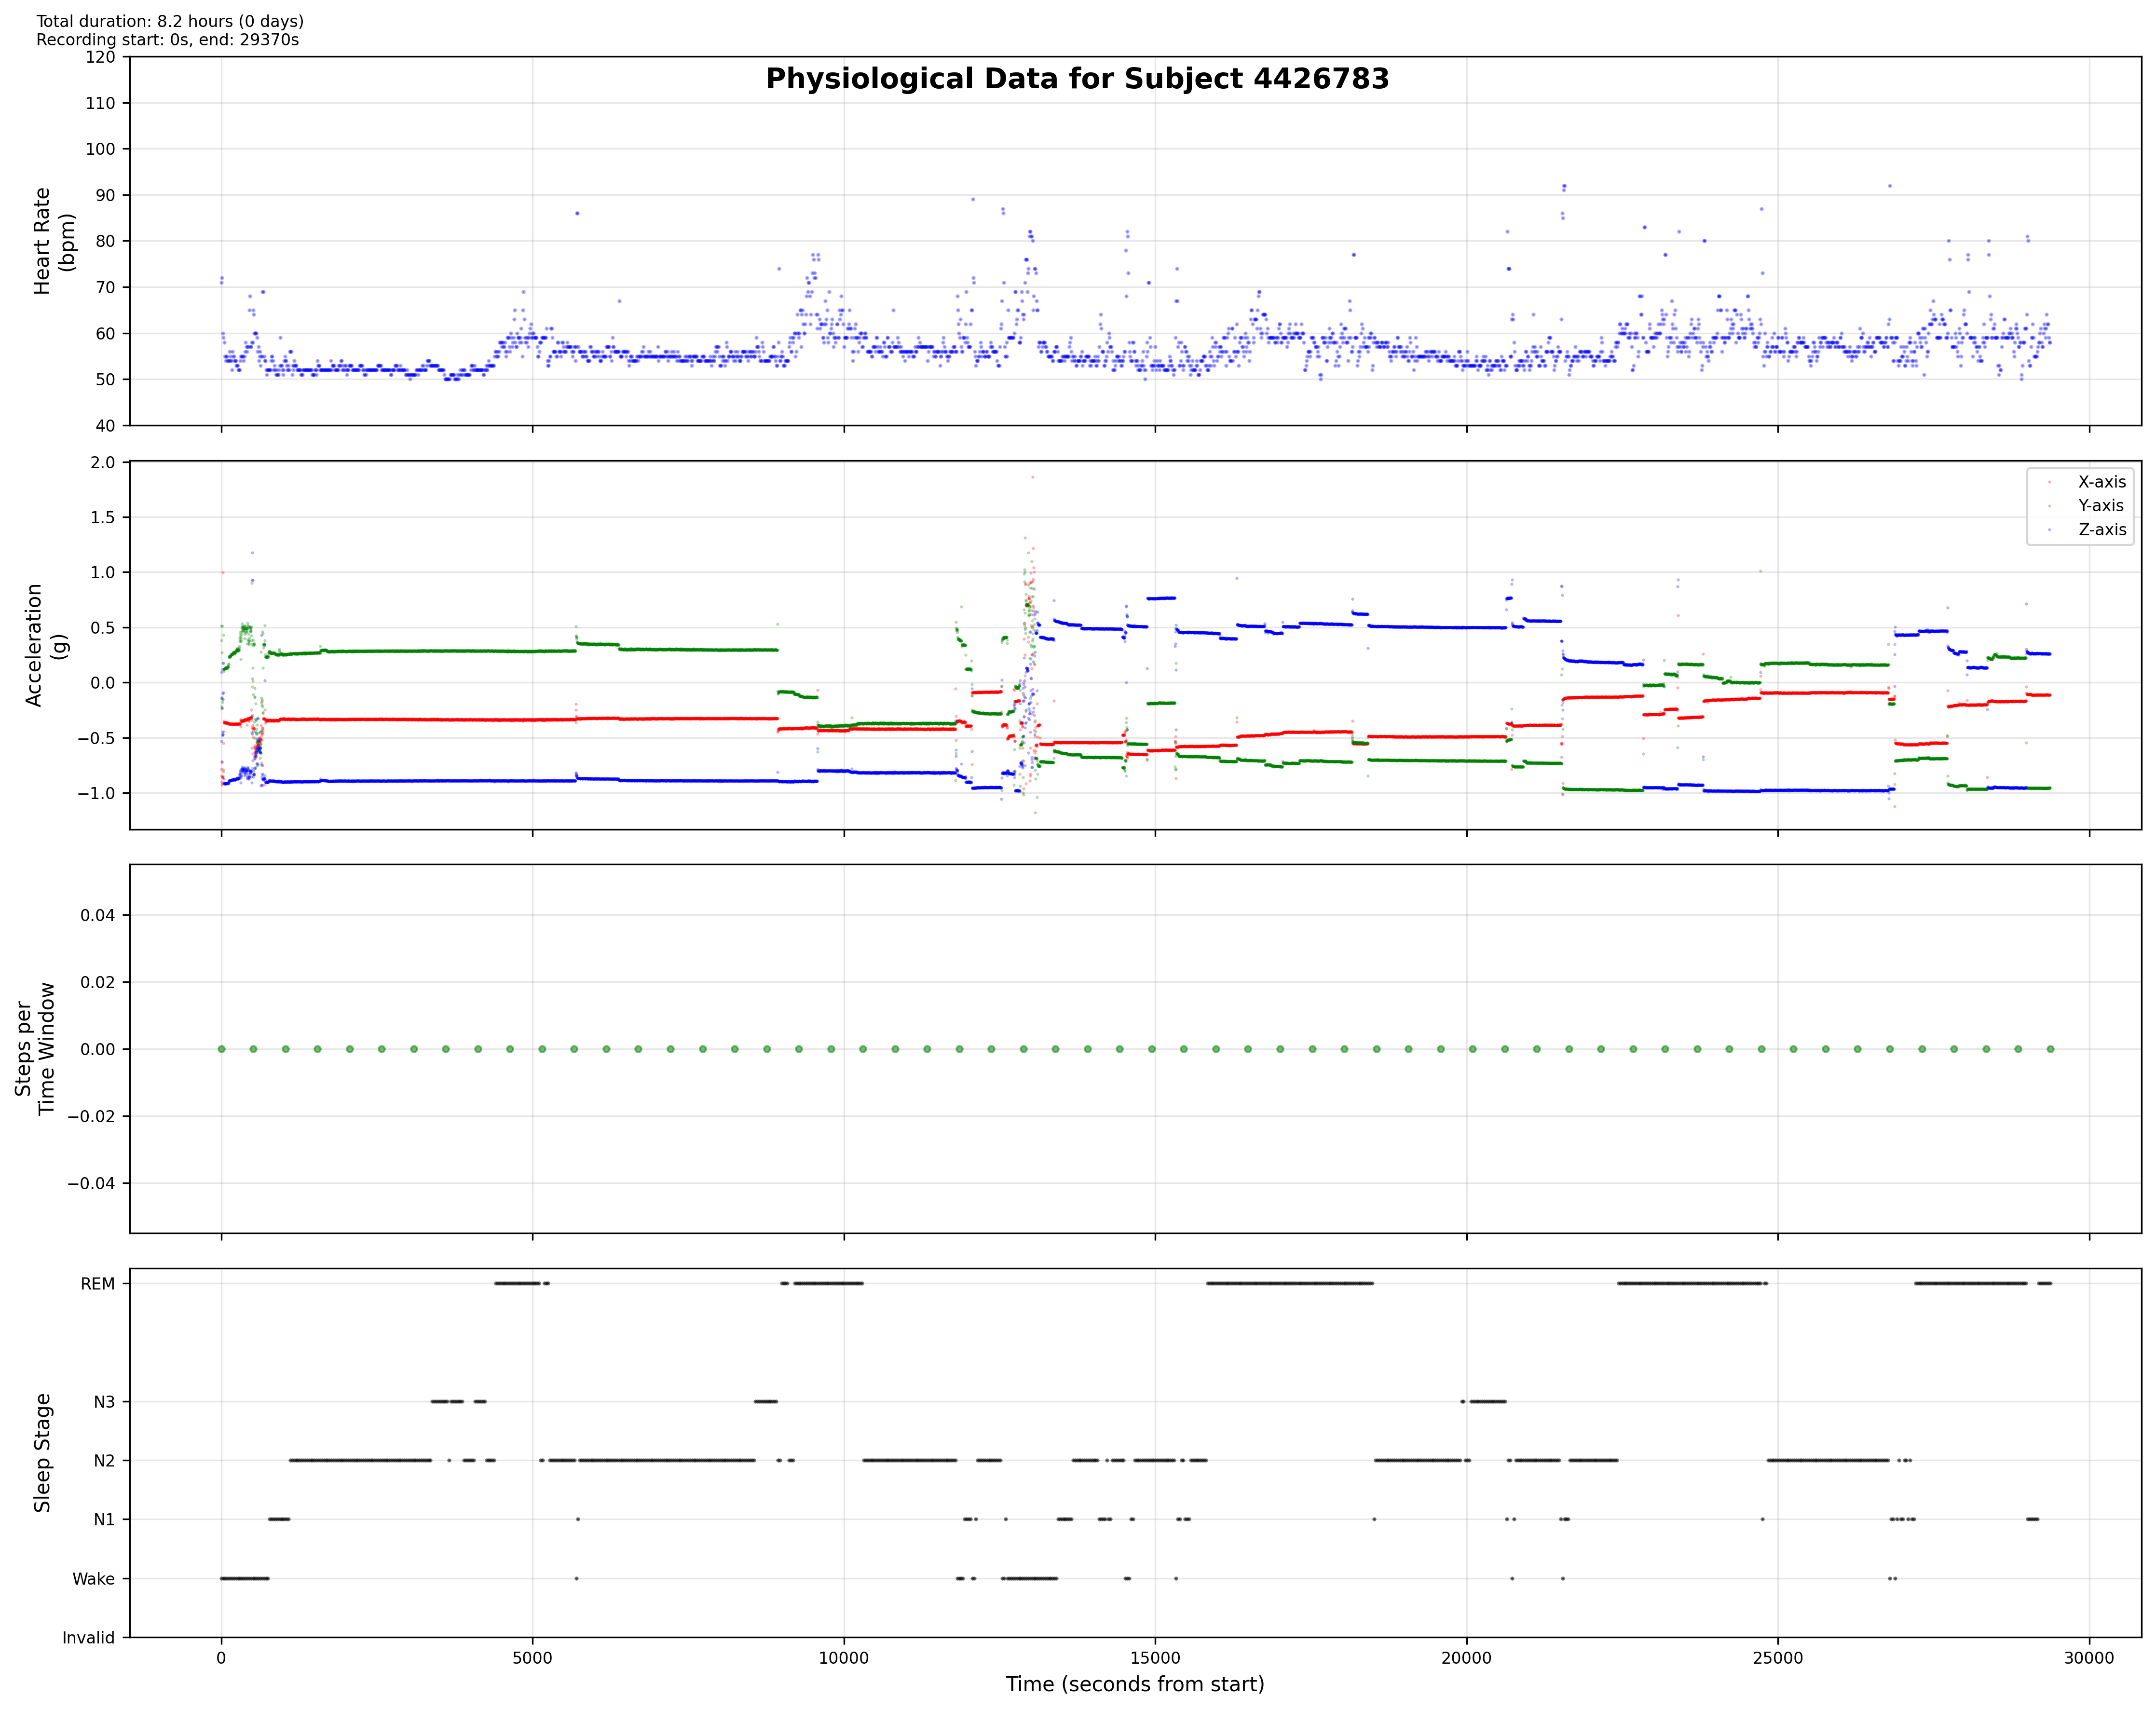 Total duration: 8.2 hours (0 days)
Recording start: 0s, end: 29370s
Physiological Data for Subject 4426783
Heart Rate
(bpm)
120
110
100
90
80
70
60
50
40
Acceleration
(g)
2.0
1.5
1.0
0.5
0.0
−0.5
−1.0
X-axis
Y-axis
Z-axis
Steps per
Time Window
0.04
0.02
0.00
−0.02
−0.04
Sleep Stage
REM
N3
N2
N1
Wake
Invalid
0 5000 10000 15000 20000 25000 30000
Time (seconds from start)